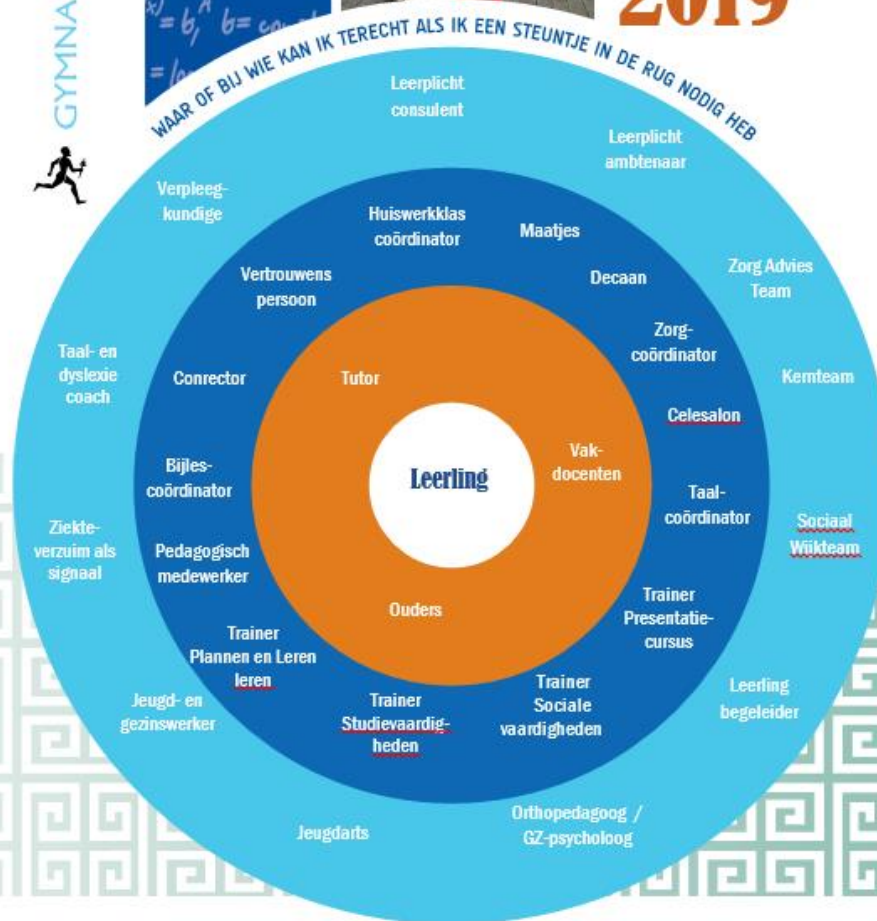 2019
GYMNA
= b, b= con
WAAR OF BIJ WIE KAN IK TERECHT ALS IK EEN STEUNTJE IN DE RUG NODIG HEB
Leerplicht
consulent
Leerplicht
ambtenaar
Verpleeg-
kundige
Zorg Advies
Team
Taal- en
dyslexie
coach
Kernteam
Ziekte-
verzuim als
signaal
Sociaal
Wijkteam
Jeugd- en
gezinswerker
Leerling
begeleider
Jeugdarts
Orthopedagoog /
GZ-psycholoog
Huiswerkklas
coördinator
Maatjes
Vertrouwens
persoon
Decaan
Zorg-
coördinator
Conrector
Celesalon
Bijles-
coördinator
Taal-
coördinator
Pedagogisch
medewerker
Trainer
Presentatie-
cursus
Trainer
Plannen en Leren
leren
Trainer
Studievaardig-
heden
Trainer
Sociale
vaardigheden
Tutor
Vak-
docenten
Ouders
Leerling